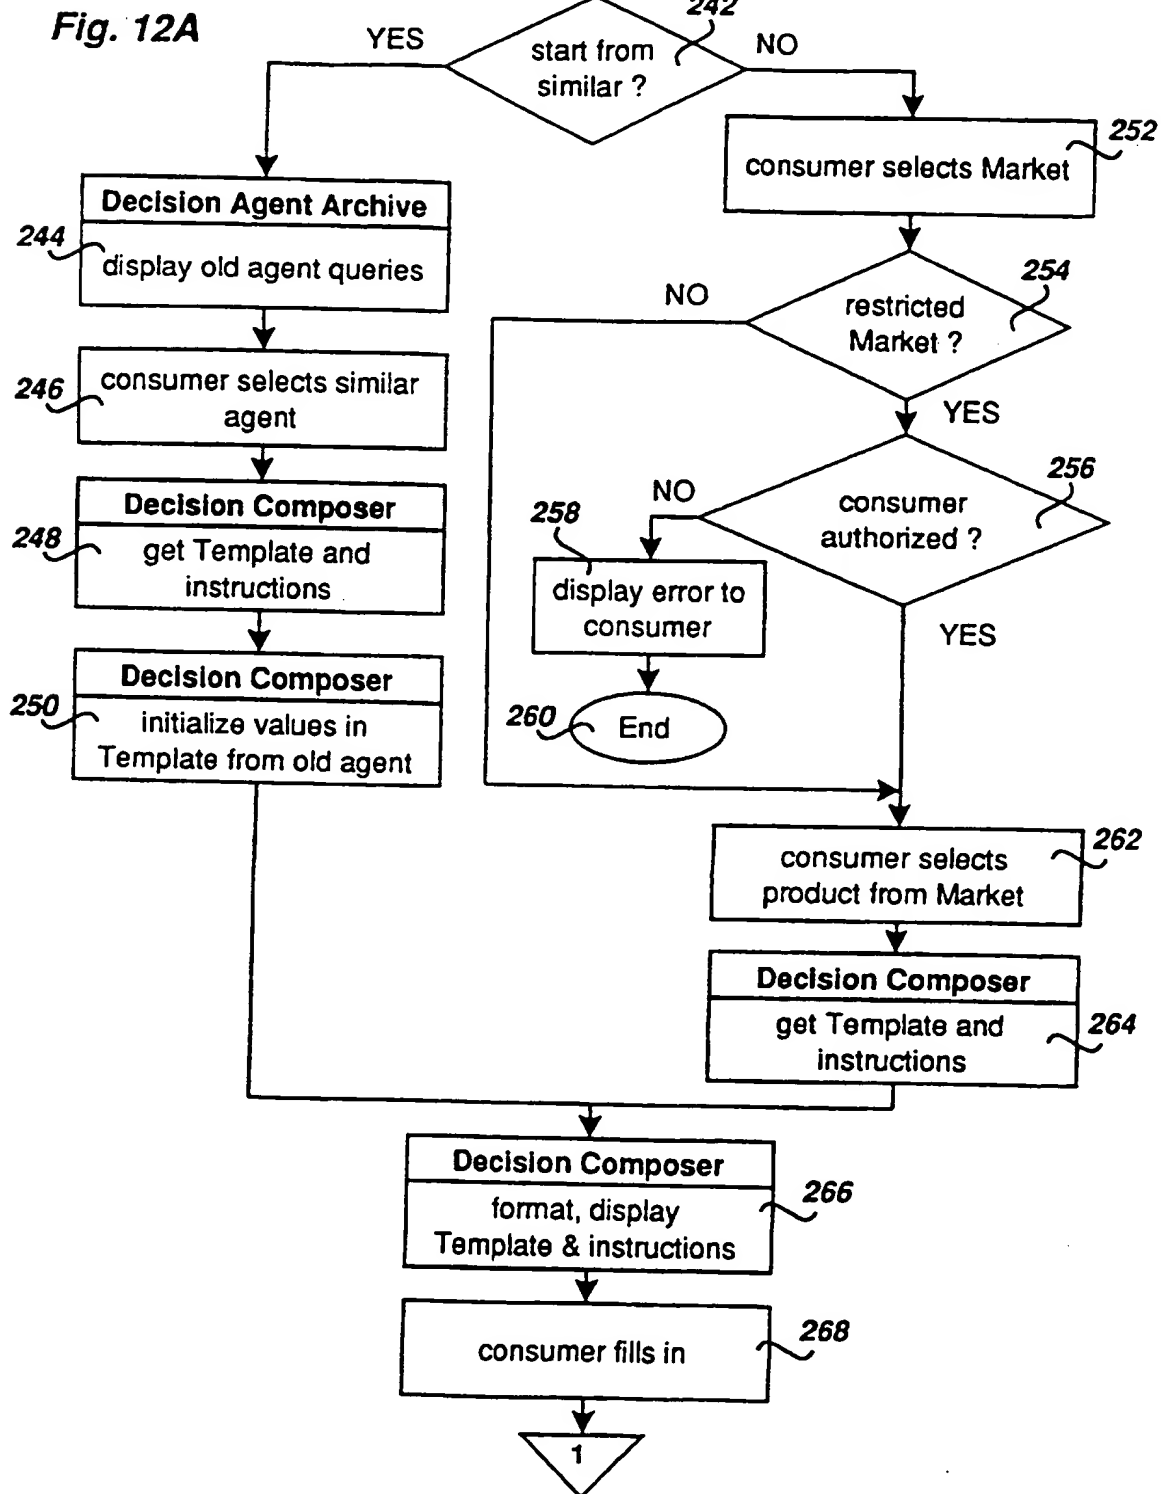 Fig. 12A
242
YES
start from
similar ?
NO
252
consumer selects Market
Decision Agent Archive
244
display old agent queries
254
NO
restricted
Market ?
246
consumer selects similar
agent
YES
256
NO
consumer
authorized ?
Decision Composer
248
get Template and
instructions
258
display error to
consumer
YES
Decision Composer
250
initialize values in
Template from old agent
260
End
262
consumer selects
product from Market
Decision Composer
get Template and
instructions
264
Decision Composer
266
format, display
Template & instructions
268
consumer fills in
1